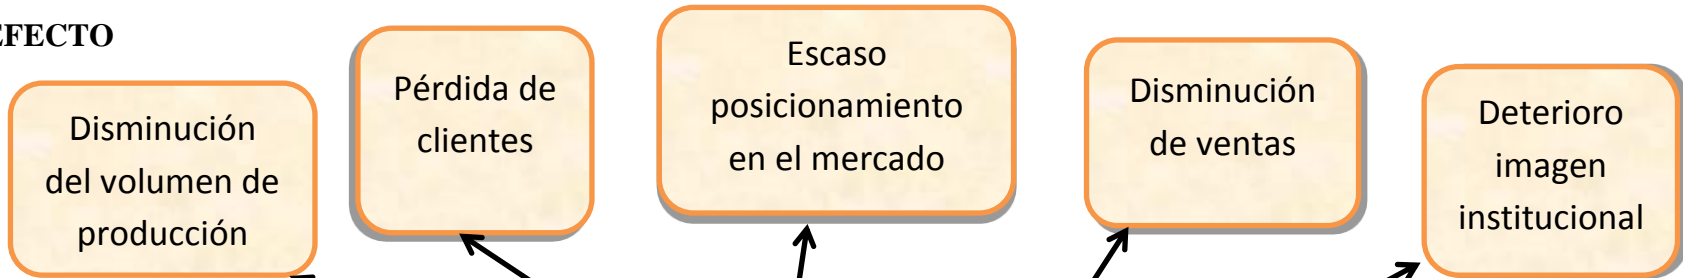 EFECTO
Disminución
del volumen de
producción
Pérdida de
clientes
Escaso
posicionamiento
en el mercado
Disminución
de ventas
Deterioro
imagen
institucional